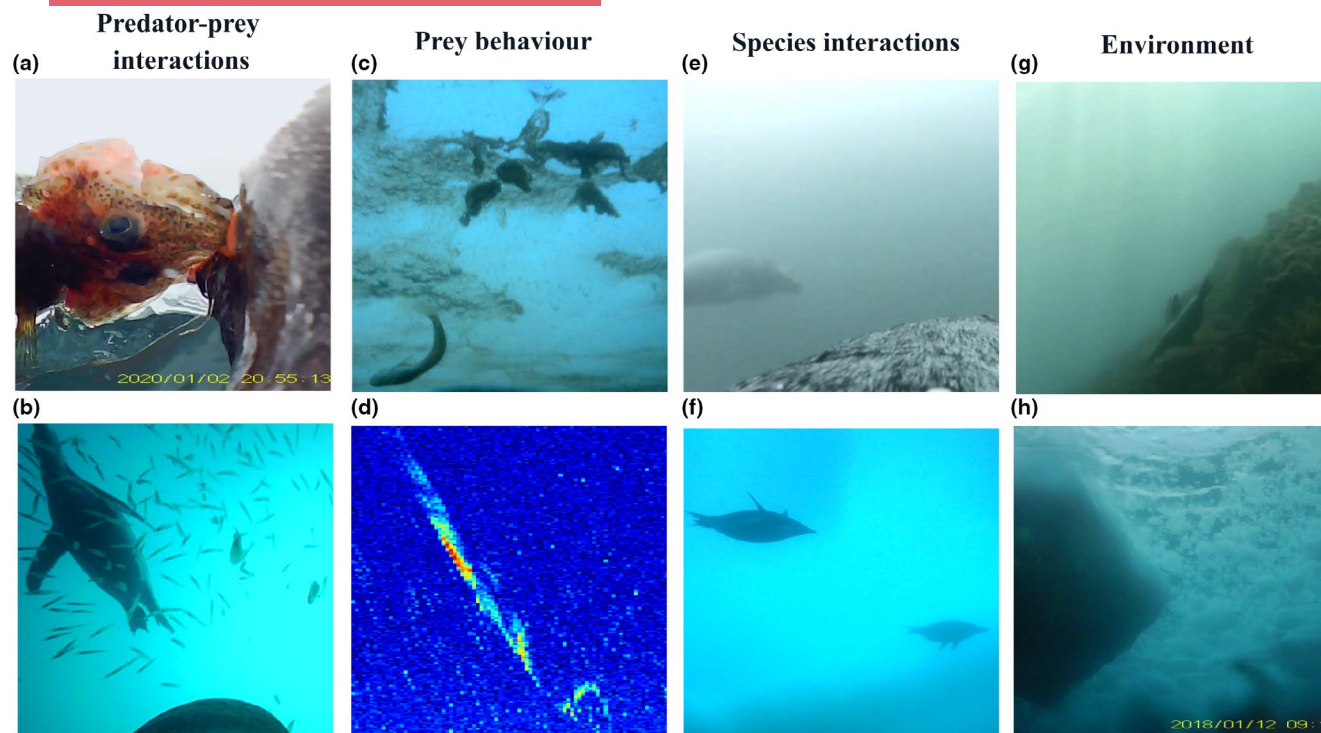 Predator-prey
interactions
Prey behaviour
Species interactions
Environment
(a)
(c)
(e)
(g)
2020/01/02 20:55:13
(b)
(d)
(f)
(h)
2018/01/12 09: